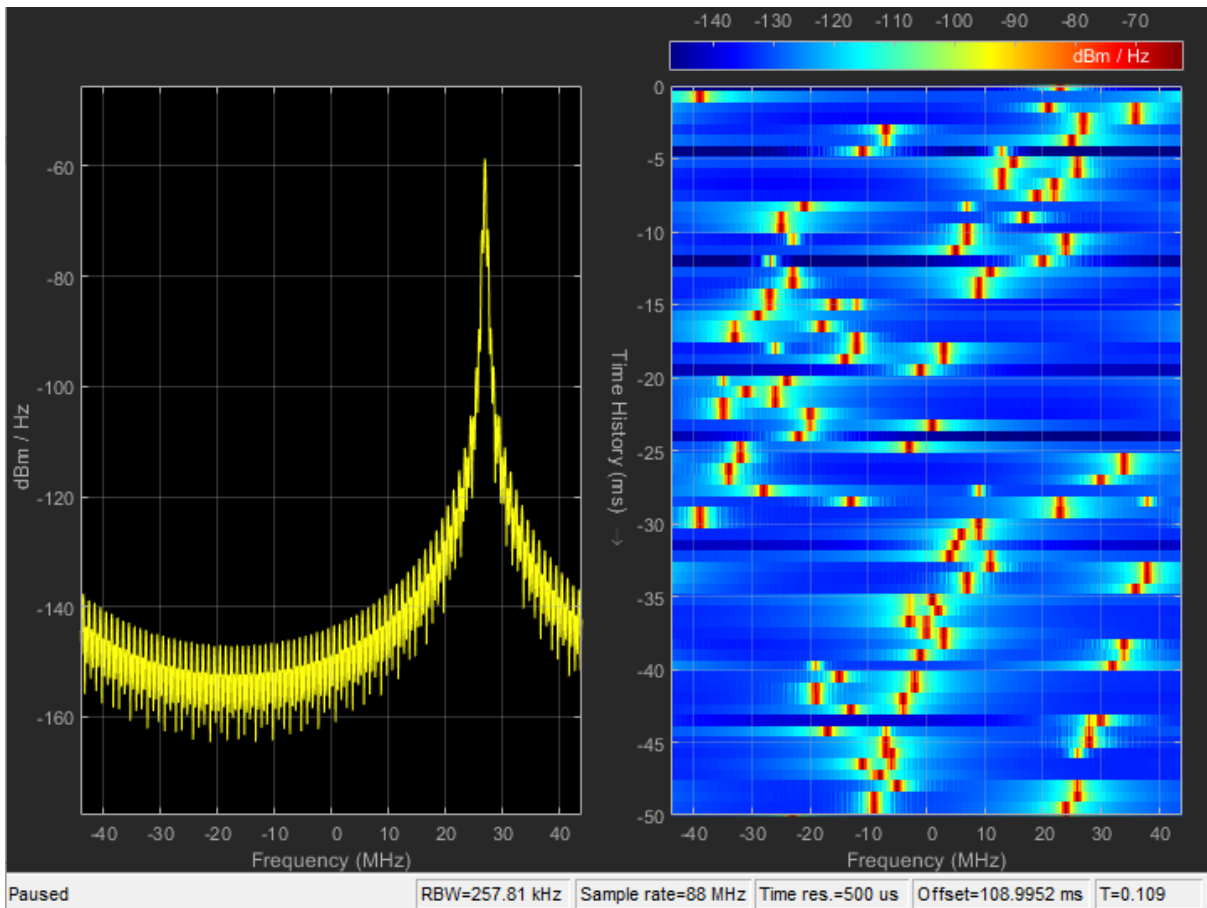 -140 -130 -120 -110 -100 -90 -80 -70
dBm / Hz
-60
-80
-100
-120
-140
-160
dBm / Hz
-40 -30 -20 -10 0 10 20 30 40
Frequency (MHz)
0
-5
-10
-15
-20
-25
-30
-35
-40
-45
-50
Time History (ms) →
-40 -30 -20 -10 0 10 20 30 40
Frequency (MHz)
Paused RBW=257.81 kHz Sample rate=88 MHz Time res.=500 us Offset=108.9952 ms T=0.109